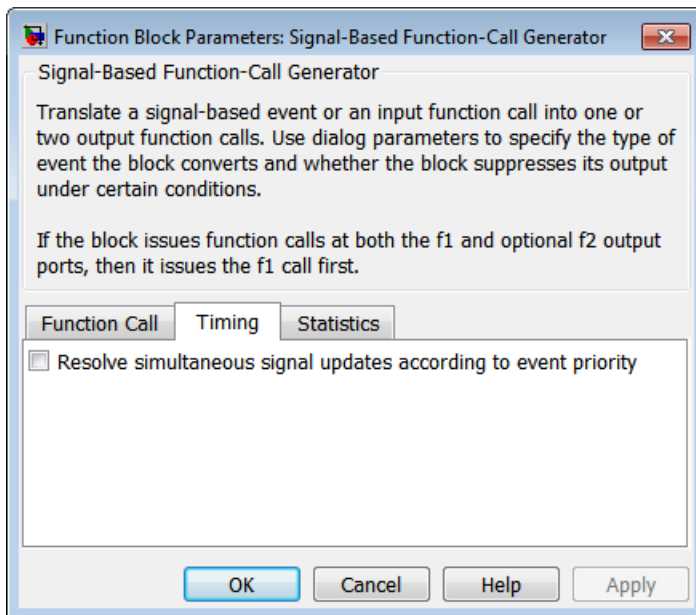 Function Block Parameters: Signal-Based Function-Call Generator
Signal-Based Function-Call Generator
Translate a signal-based event or an input function call into one or
two output function calls. Use dialog parameters to specify the type of
event the block converts and whether the block suppresses its output
under certain conditions.
If the block issues function calls at both the f1 and optional f2 output
ports, then it issues the f1 call first.
Function Call Timing Statistics
Resolve simultaneous signal updates according to event priority
OK Cancel Help Apply